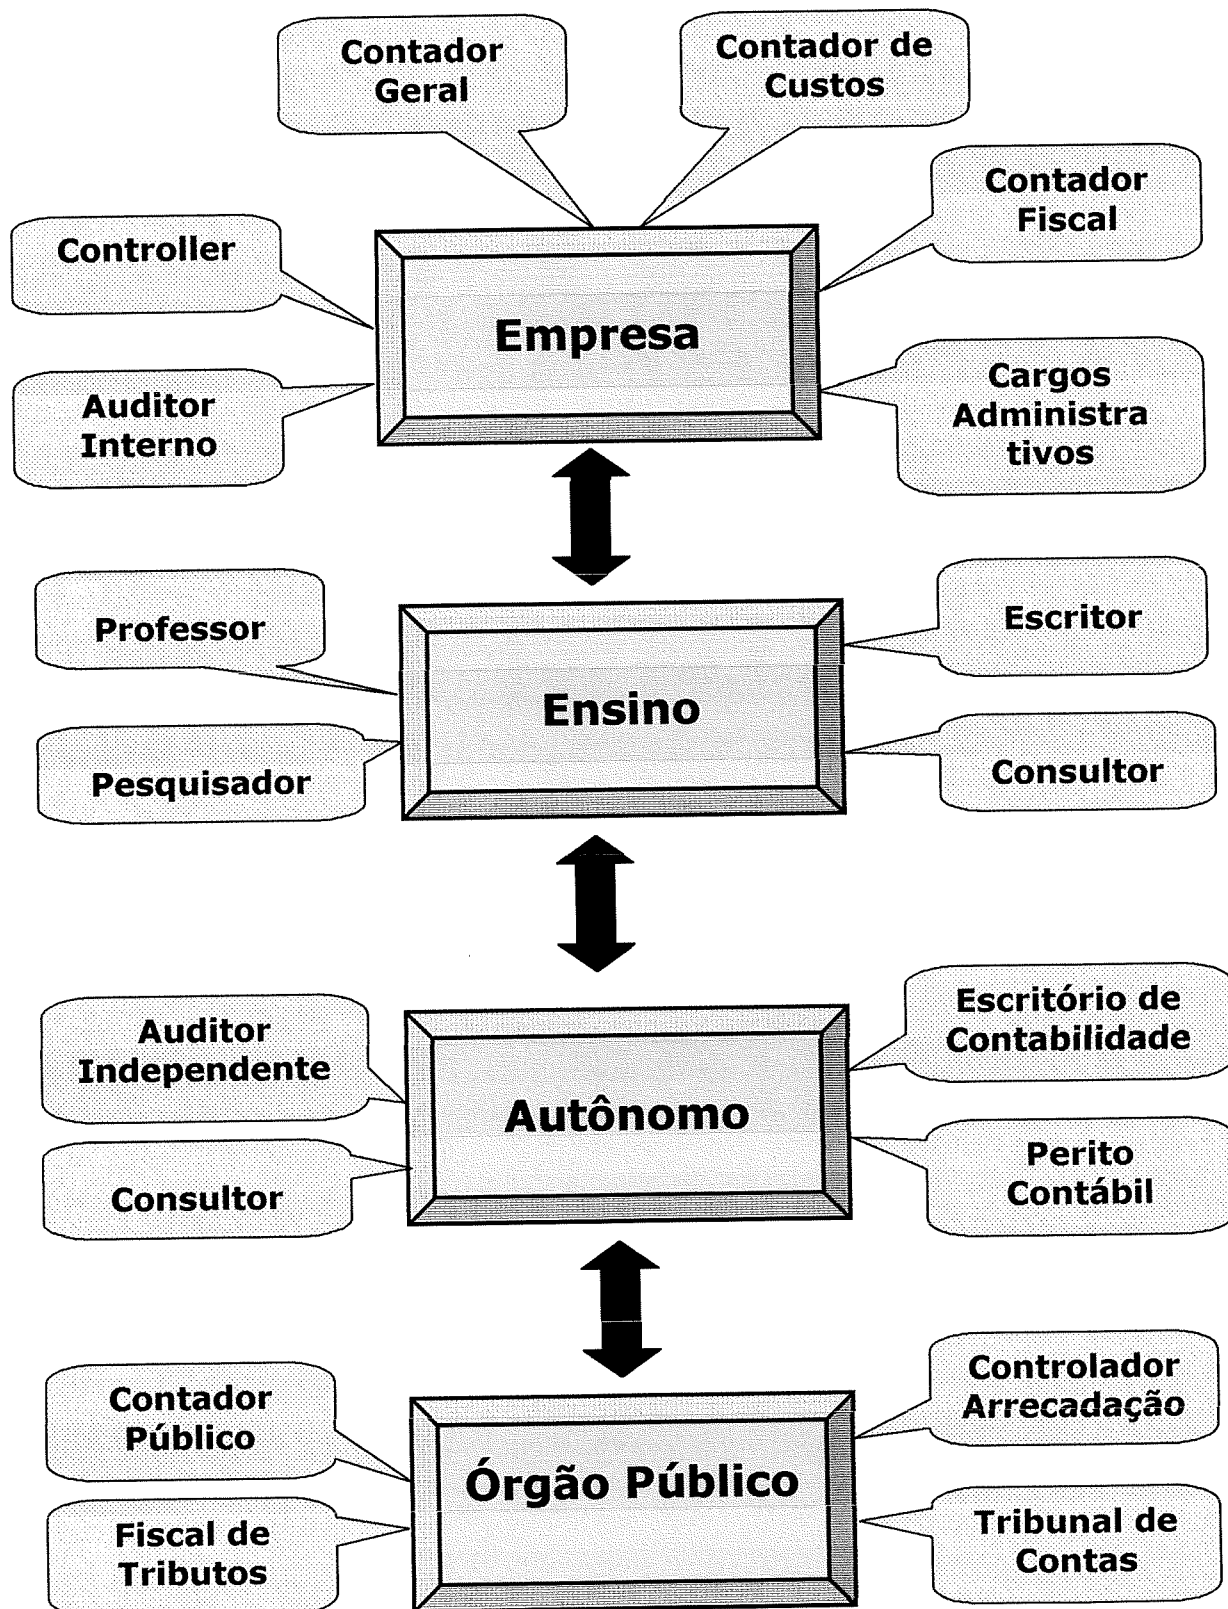 Contador
Geral
Contador de
Custos
Contador
Fiscal
Controller
Empresa
Auditor
Interno
Cargos
Administra
tivos
Professor
Escritor
Ensino
Pesquisador
Consultor
Auditor
Independente
Escritório de
Contabilidade
Autônomo
Consultor
Perito
Contábil
Contador
Público
Controlador
Arrecadação
Órgão Público
Fiscal de
Tributos
Tribunal de
Contas